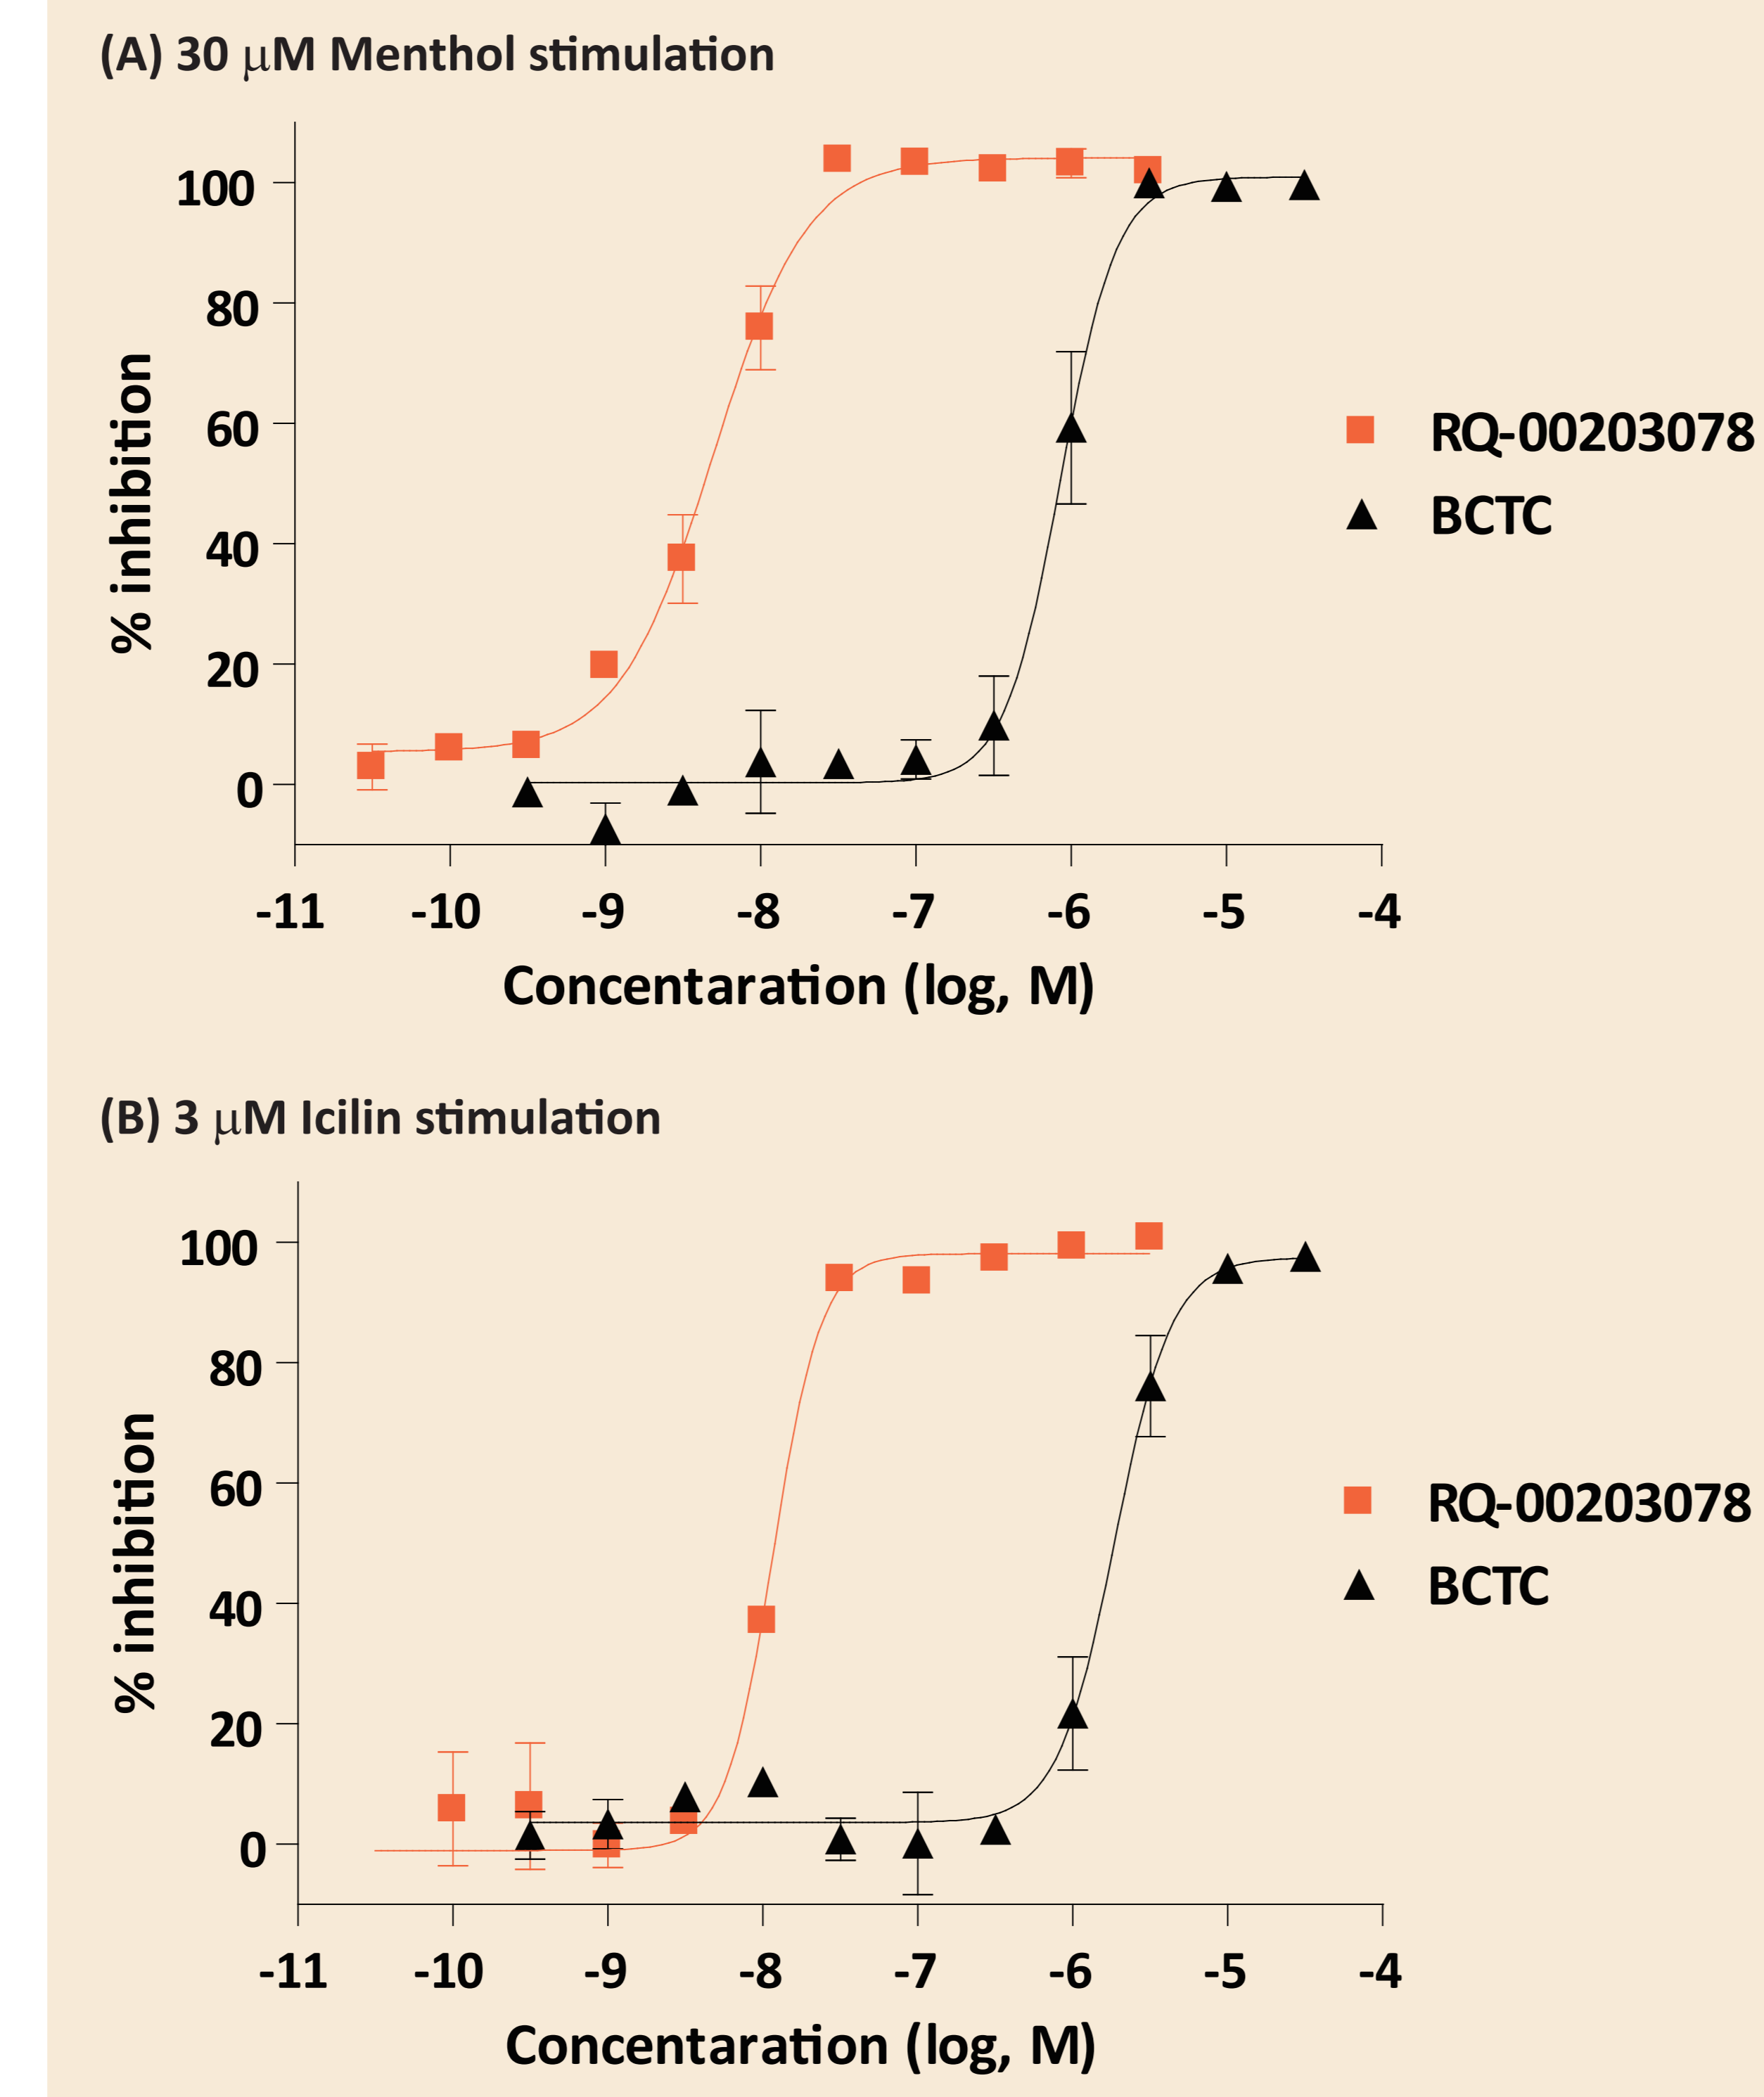 (A) 30 μM Menthol stimulation
100
80
60
40
20
0
% inhibition
RQ-00203078
BCTC
-11 -10 -9 -8 -7 -6 -5 -4
Concentaration (log, M)
(B) 3 μM Icilin stimulation
100
80
60
40
20
0
% inhibition
RQ-00203078
BCTC
-11 -10 -9 -8 -7 -6 -5 -4
Concentaration (log, M)